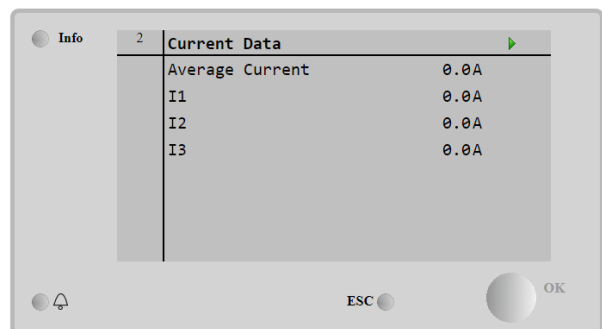 Info
2 Current Data
Average Current 0.0A
I1 0.0A
I2 0.0A
I3 0.0A
ESC OK